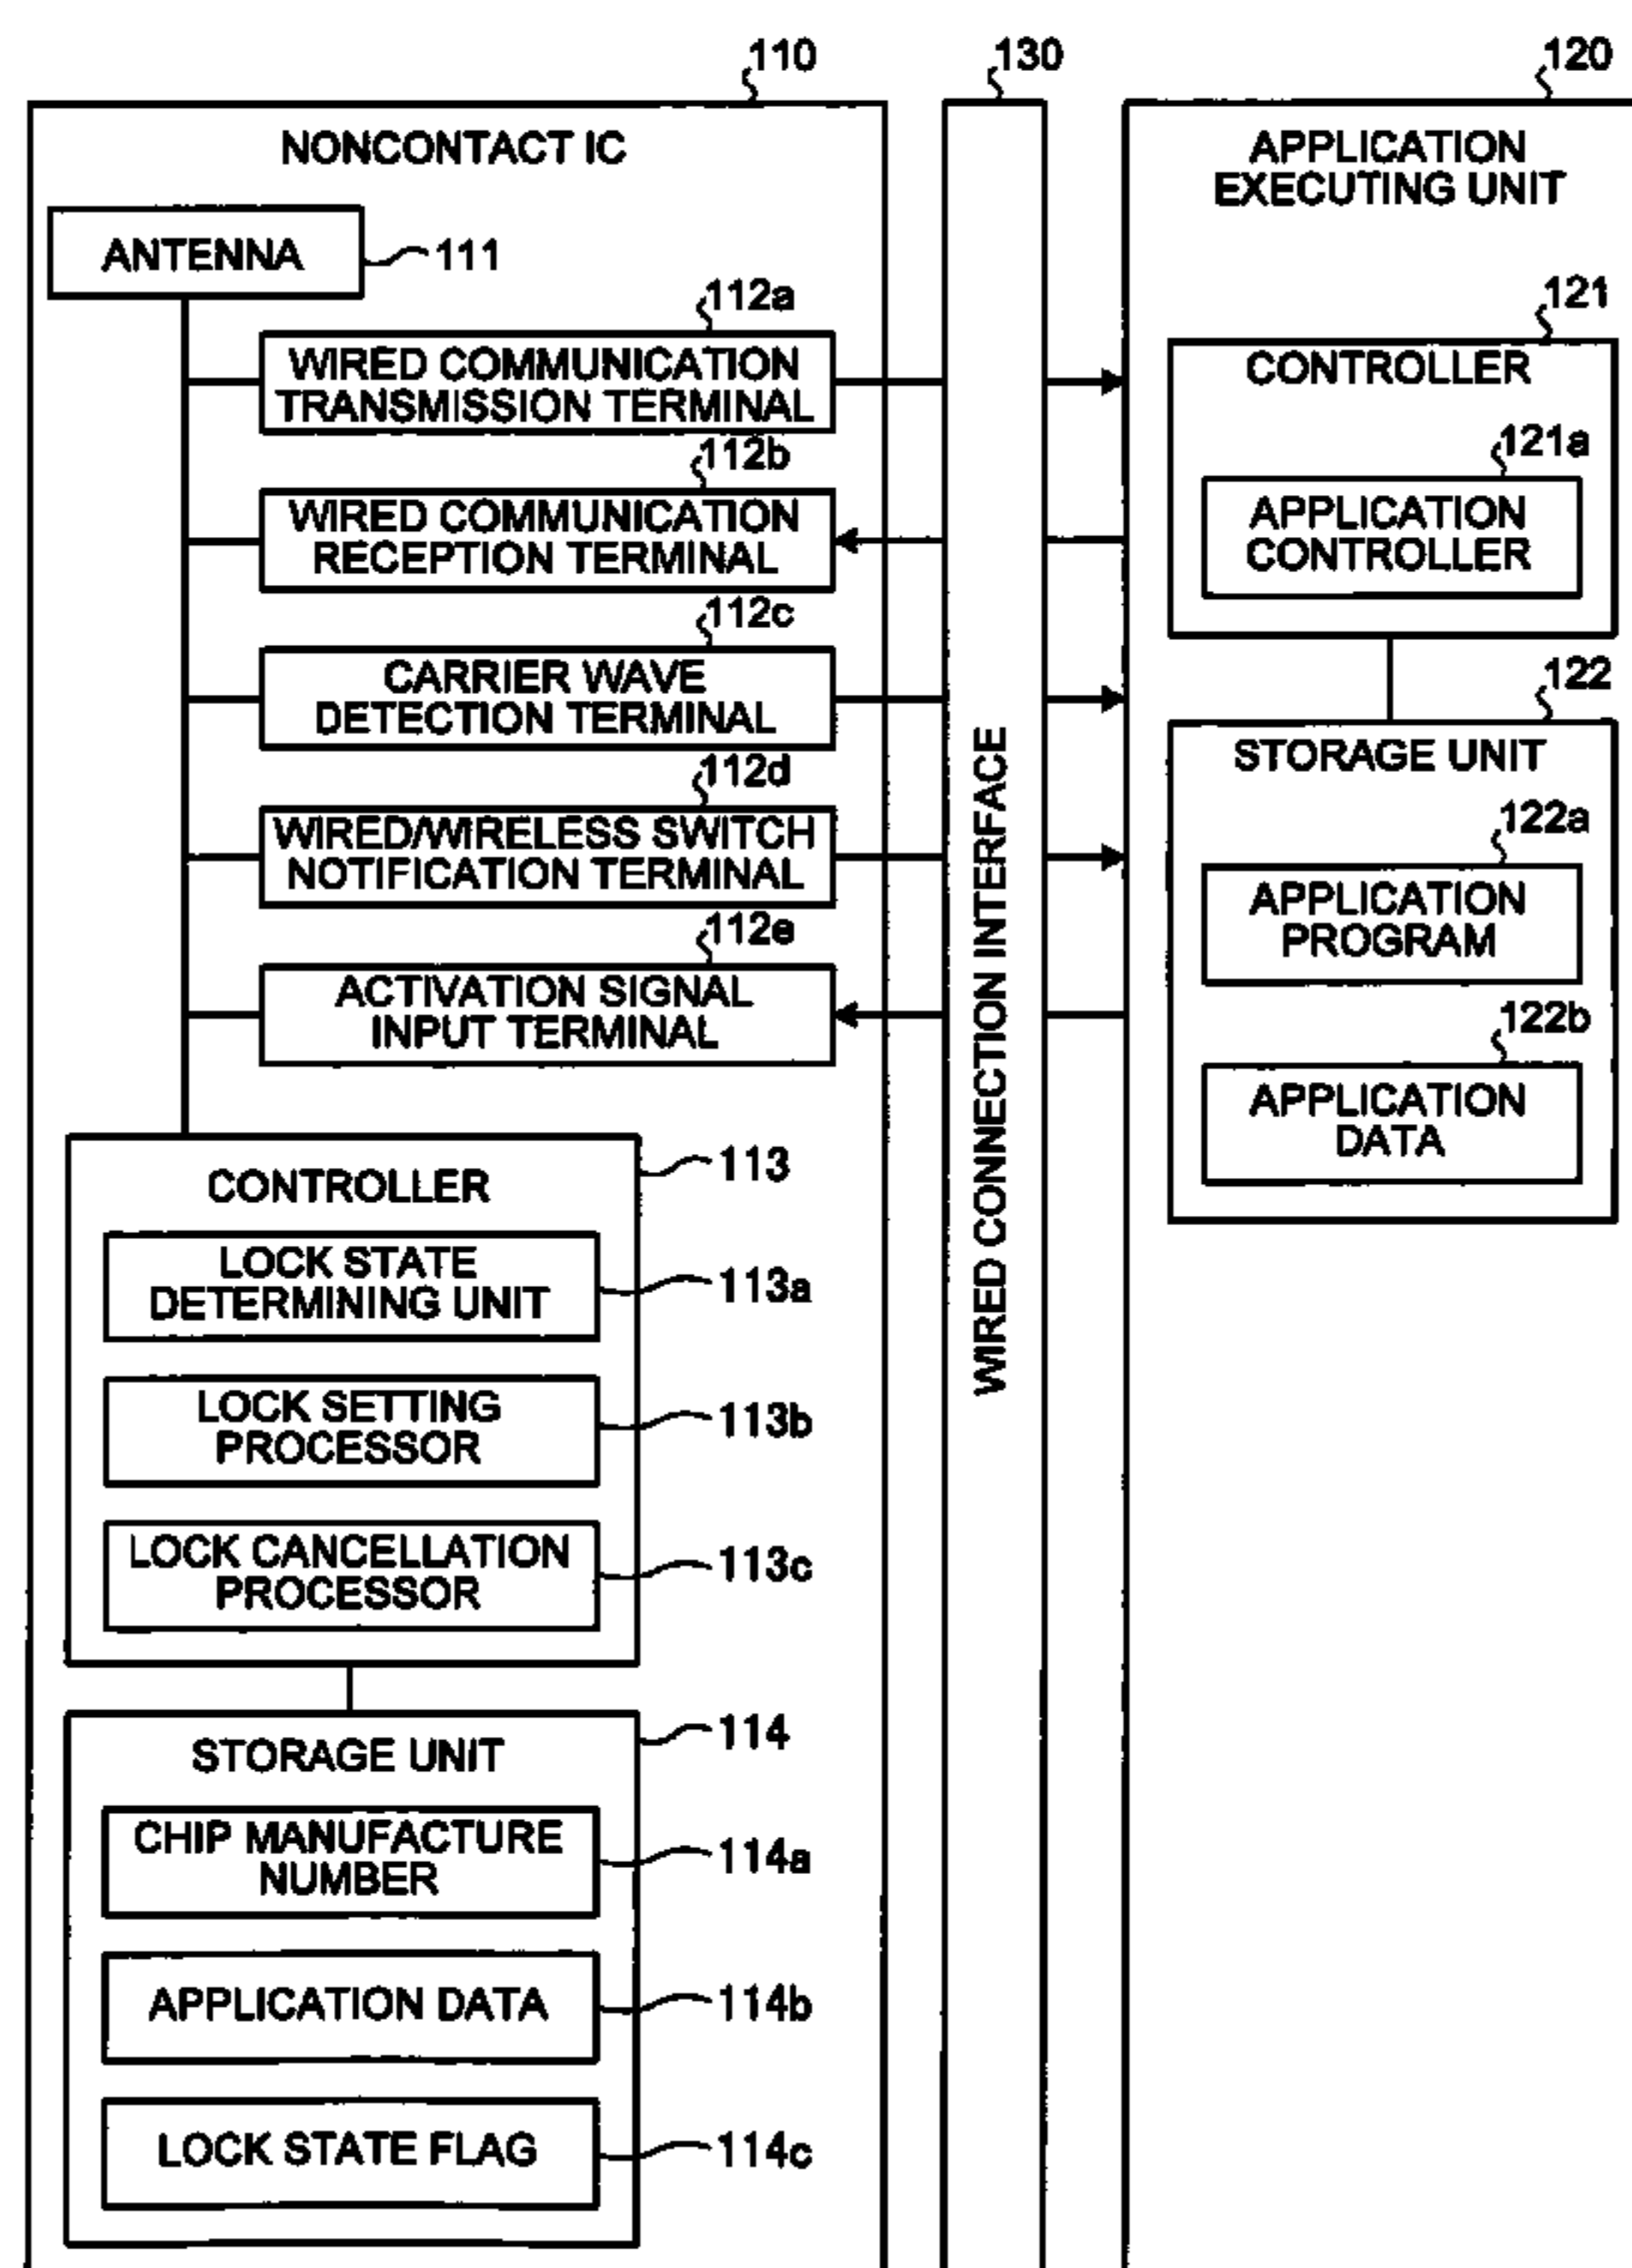 110
130
120
NONCONTACT IC
APPLICATION
EXECUTING UNIT
ANTENNA
111
112a
WIRED COMMUNICATION
TRANSMISSION TERMINAL
112b
WIRED COMMUNICATION
RECEPTION TERMINAL
112c
CARRIER WAVE
DETECTION TERMINAL
112d
WIRED/WIRELESS SWITCH
NOTIFICATION TERMINAL
112e
ACTIVATION SIGNAL
INPUT TERMINAL
CONTROLLER
113
LOCK STATE
DETERMINING UNIT
113a
LOCK SETTING
PROCESSOR
113b
LOCK CANCELLATION
PROCESSOR
113c
STORAGE UNIT
114
CHIP MANUFACTURE
NUMBER
114a
APPLICATION DATA
114b
LOCK STATE FLAG
114c
WIRED CONNECTION INTERFACE
121
CONTROLLER
121a
APPLICATION
CONTROLLER
122
STORAGE UNIT
122a
APPLICATION
PROGRAM
122b
APPLICATION
DATA